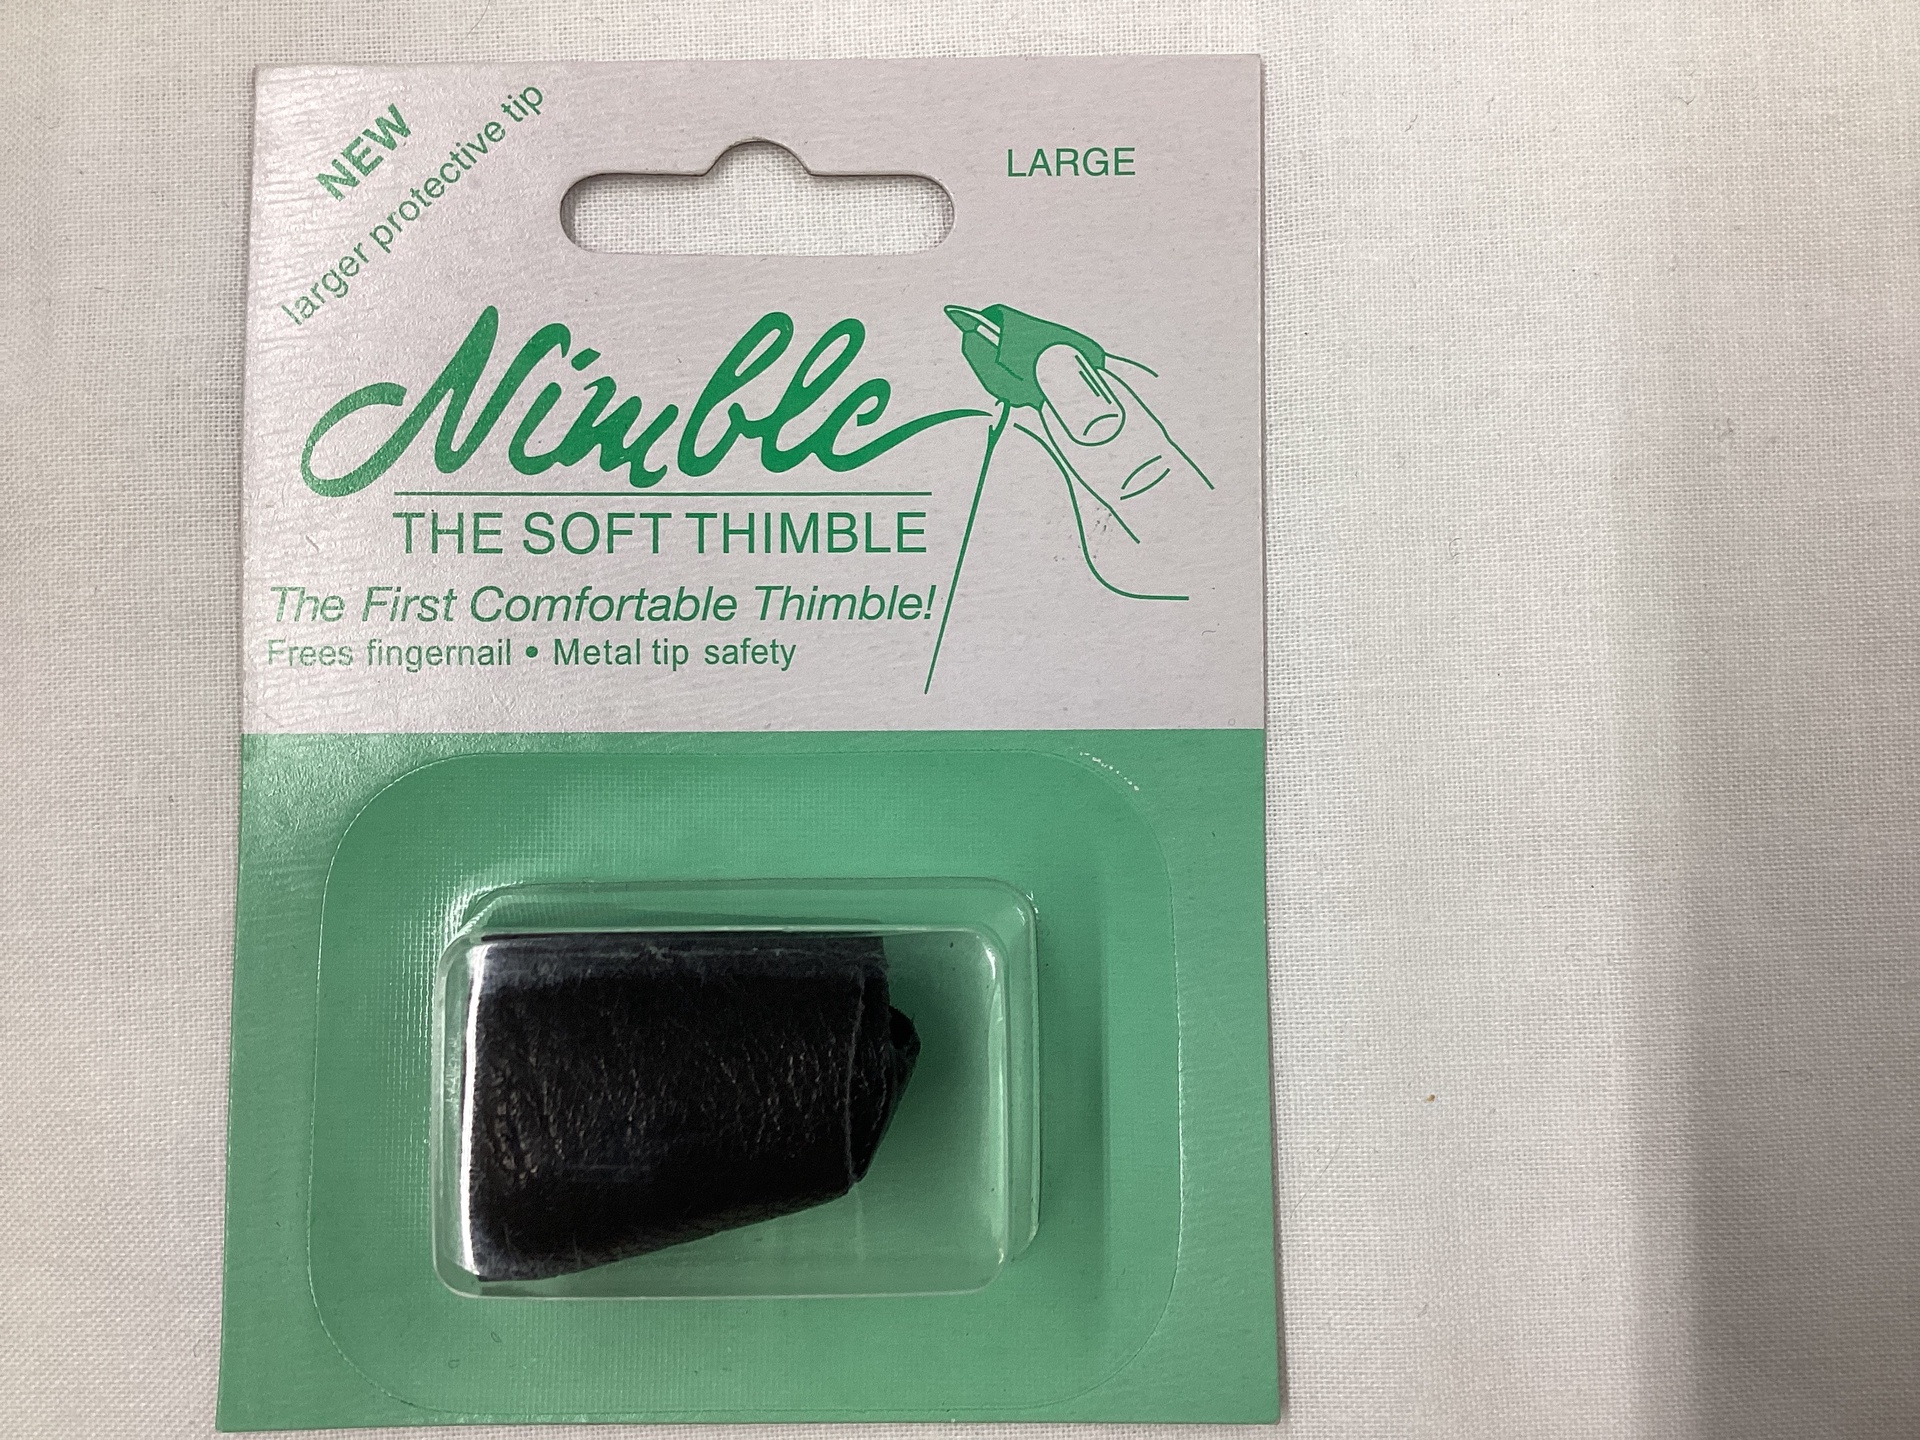 NEW
larger protective tip
LARGE
Nimble
THE SOFT THIMBLE
The First Comfortable Thimble!
Frees fingernail • Metal tip safety